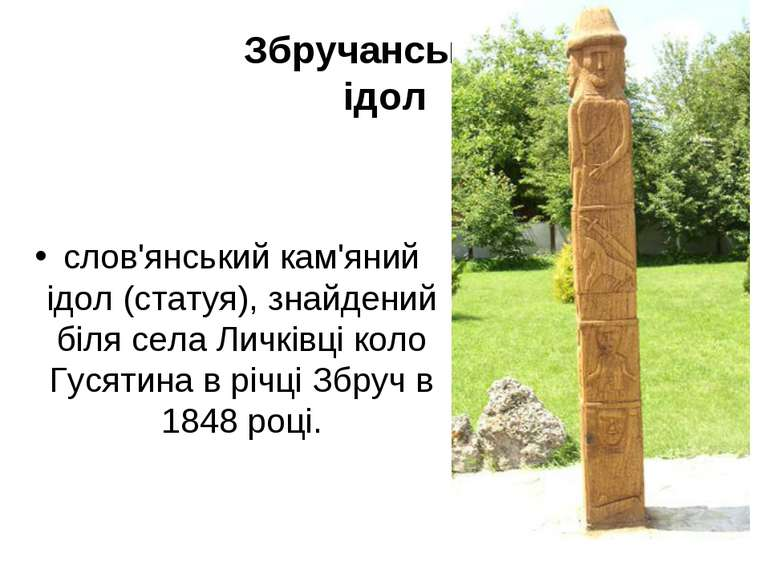 Збручансь
ідол
• слов'янський кам'яний
ідол (статуя), знайдений
біля села Личківці коло
Гусятина в річці Збруч в
1848 році.